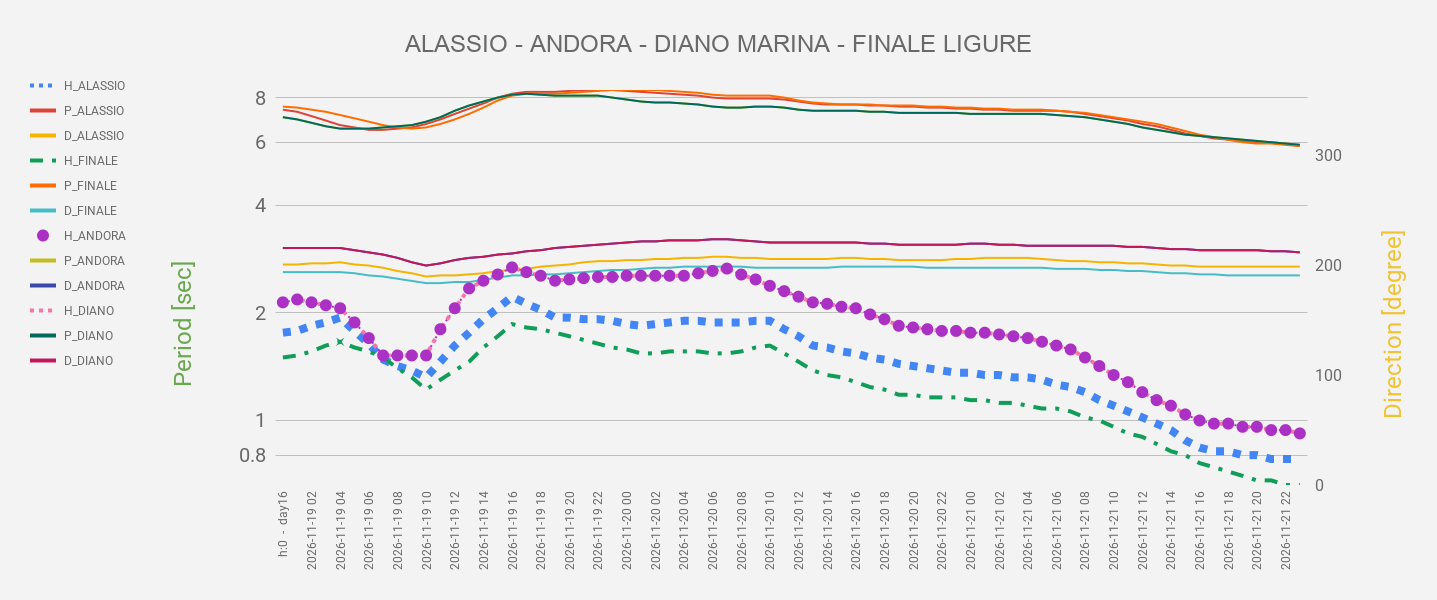 ALASSIO - ANDORA - DIANO MARINA - FINALE LIGURE
H_ALASSIO
P_ALASSIO
D_ALASSIO
H_FINALE
P_FINALE
D_FINALE
H_ANDORA
P_ANDORA
D_ANDORA
H_DIANO
P_DIANO
D_DIANO
Period [sec]
8
6
4
2
1
0.8
300
200
100
0
Direction [degree]
h:0 - day16
2026-11-19 02
2026-11-19 04
2026-11-19 06
2026-11-19 08
2026-11-19 10
2026-11-19 12
2026-11-19 14
2026-11-19 16
2026-11-19 18
2026-11-19 20
2026-11-19 22
2026-11-20 00
2026-11-20 02
2026-11-20 04
2026-11-20 06
2026-11-20 08
2026-11-20 10
2026-11-20 12
2026-11-20 14
2026-11-20 16
2026-11-20 18
2026-11-20 20
2026-11-20 22
2026-11-21 00
2026-11-21 02
2026-11-21 04
2026-11-21 06
2026-11-21 08
2026-11-21 10
2026-11-21 12
2026-11-21 14
2026-11-21 16
2026-11-21 18
2026-11-21 20
2026-11-21 22